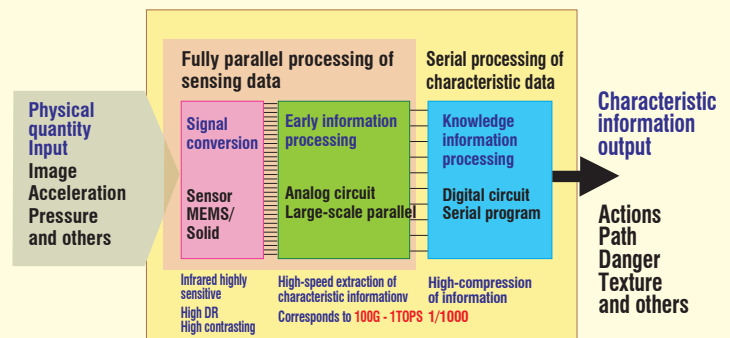 Fully parallel processing of
sensing data
Serial processing of
characteristic data
Physical
quantity
Input
Image
Acceleration
Pressure
and others
Signal
conversion
Sensor
MEMS/
Solid
Early information
processing
Analog circuit
Large-scale parallel
Knowledge
information
processing
Digital circuit
Serial program
Characteristic
information
output
Actions
Path
Danger
Texture
and others
Infrared highly
sensitive
High DR
High contrasting
High-speed extraction of
characteristic informationv
Corresponds to 100G - 1TOPS
High-compression
of information
1/1000